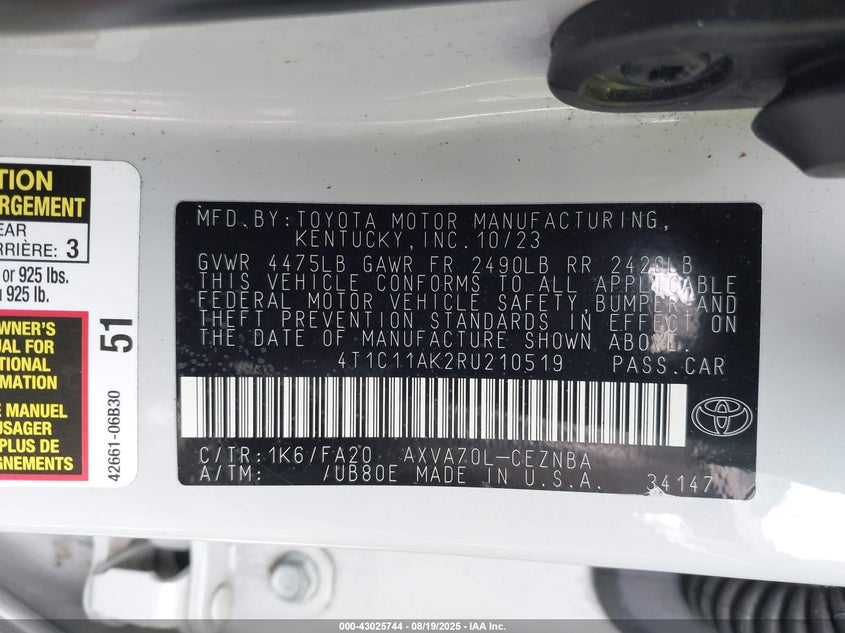 TION
ARGEMENT
EAR
RRIÈRE: 3
or 925 lbs.
u 925 lb.
51
WNER'S
UAL FOR
TIONAL
RMATION
E MANUEL
USAGER
PLUS DE
GNEMENTS
42661-06B30
MFD.BY:TOYOTA MOTOR MANUFACTURING,
KENTUCKY,INC.10/23
GVWR 4475LB GAWR FR 2490LB RR 2420LB
THIS VEHICLE CONFORMS TO ALL APPLICABLE
FEDERAL MOTOR VEHICLE SAFETY,BUMPER,AND
THEFT PREVENTION STANDARDS IN EFFECT ON
THE DATE OF MANUFACTURE SHOWN ABOVE.
4T1C11AK2RU210519 PASS.CAR
C/TR:1K6/FA20 AXVA70L-CEZNBA
A/TM: /UB80E MADE IN U.S.A. 34147
000-43025744 - 08/19/2025 - IAA Inc.